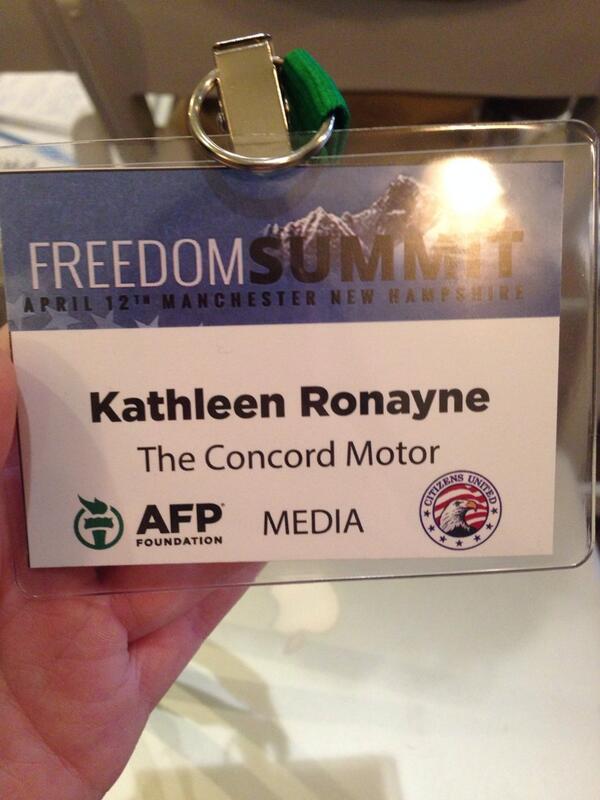 FREEDOMSUMMIT
APRIL 12TH MANCHESTER NEW HAMPSHIRE
Kathleen Ronayne
The Concord Motor
AFP
FOUNDATION
MEDIA
CITIZENS UNITED